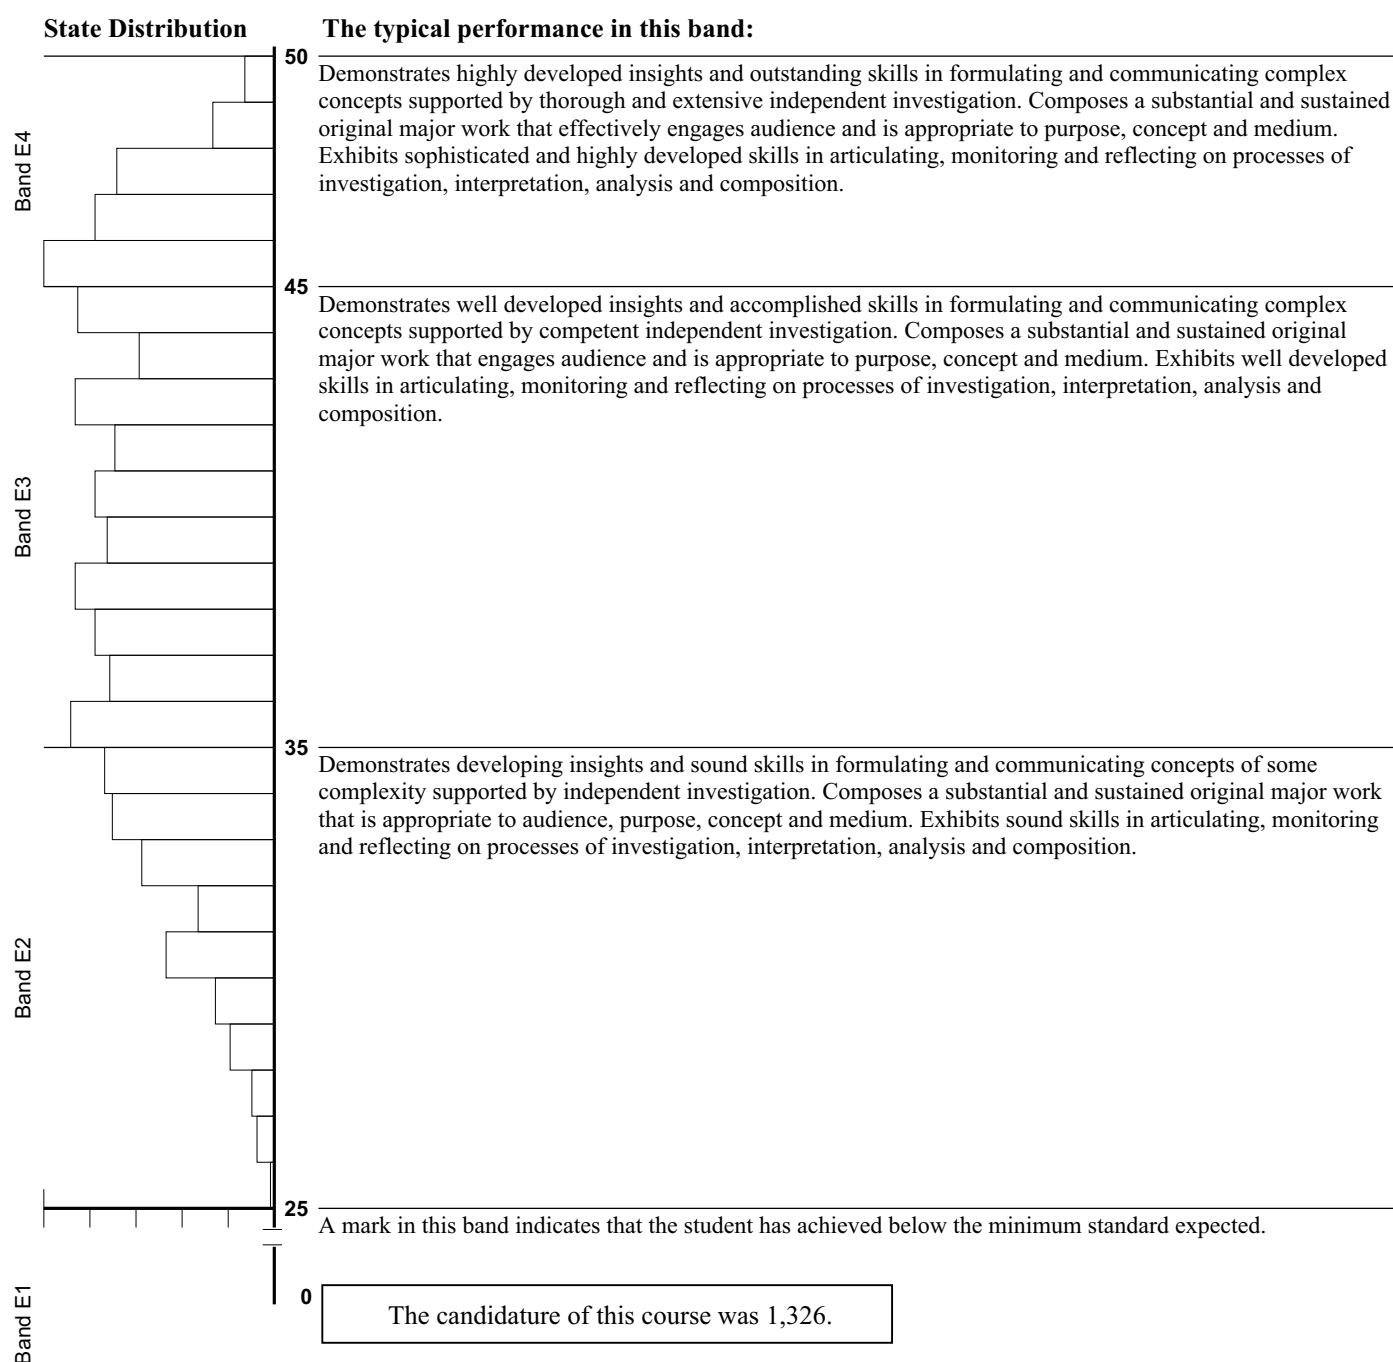 State Distribution
The typical performance in this band:
50
Demonstrates highly developed insights and outstanding skills in formulating and communicating complex
concepts supported by thorough and extensive independent investigation. Composes a substantial and sustained
original major work that effectively engages audience and is appropriate to purpose, concept and medium.
Exhibits sophisticated and highly developed skills in articulating, monitoring and reflecting on processes of
investigation, interpretation, analysis and composition.
Band E4
45
Demonstrates well developed insights and accomplished skills in formulating and communicating complex
concepts supported by competent independent investigation. Composes a substantial and sustained original
major work that engages audience and is appropriate to purpose, concept and medium. Exhibits well developed
skills in articulating, monitoring and reflecting on processes of investigation, interpretation, analysis and
composition.
Band E3
35
Demonstrates developing insights and sound skills in formulating and communicating concepts of some
complexity supported by independent investigation. Composes a substantial and sustained original major work
that is appropriate to audience, purpose, concept and medium. Exhibits sound skills in articulating, monitoring
and reflecting on processes of investigation, interpretation, analysis and composition.
Band E2
25
A mark in this band indicates that the student has achieved below the minimum standard expected.
0
Band E1
The candidature of this course was 1,326.